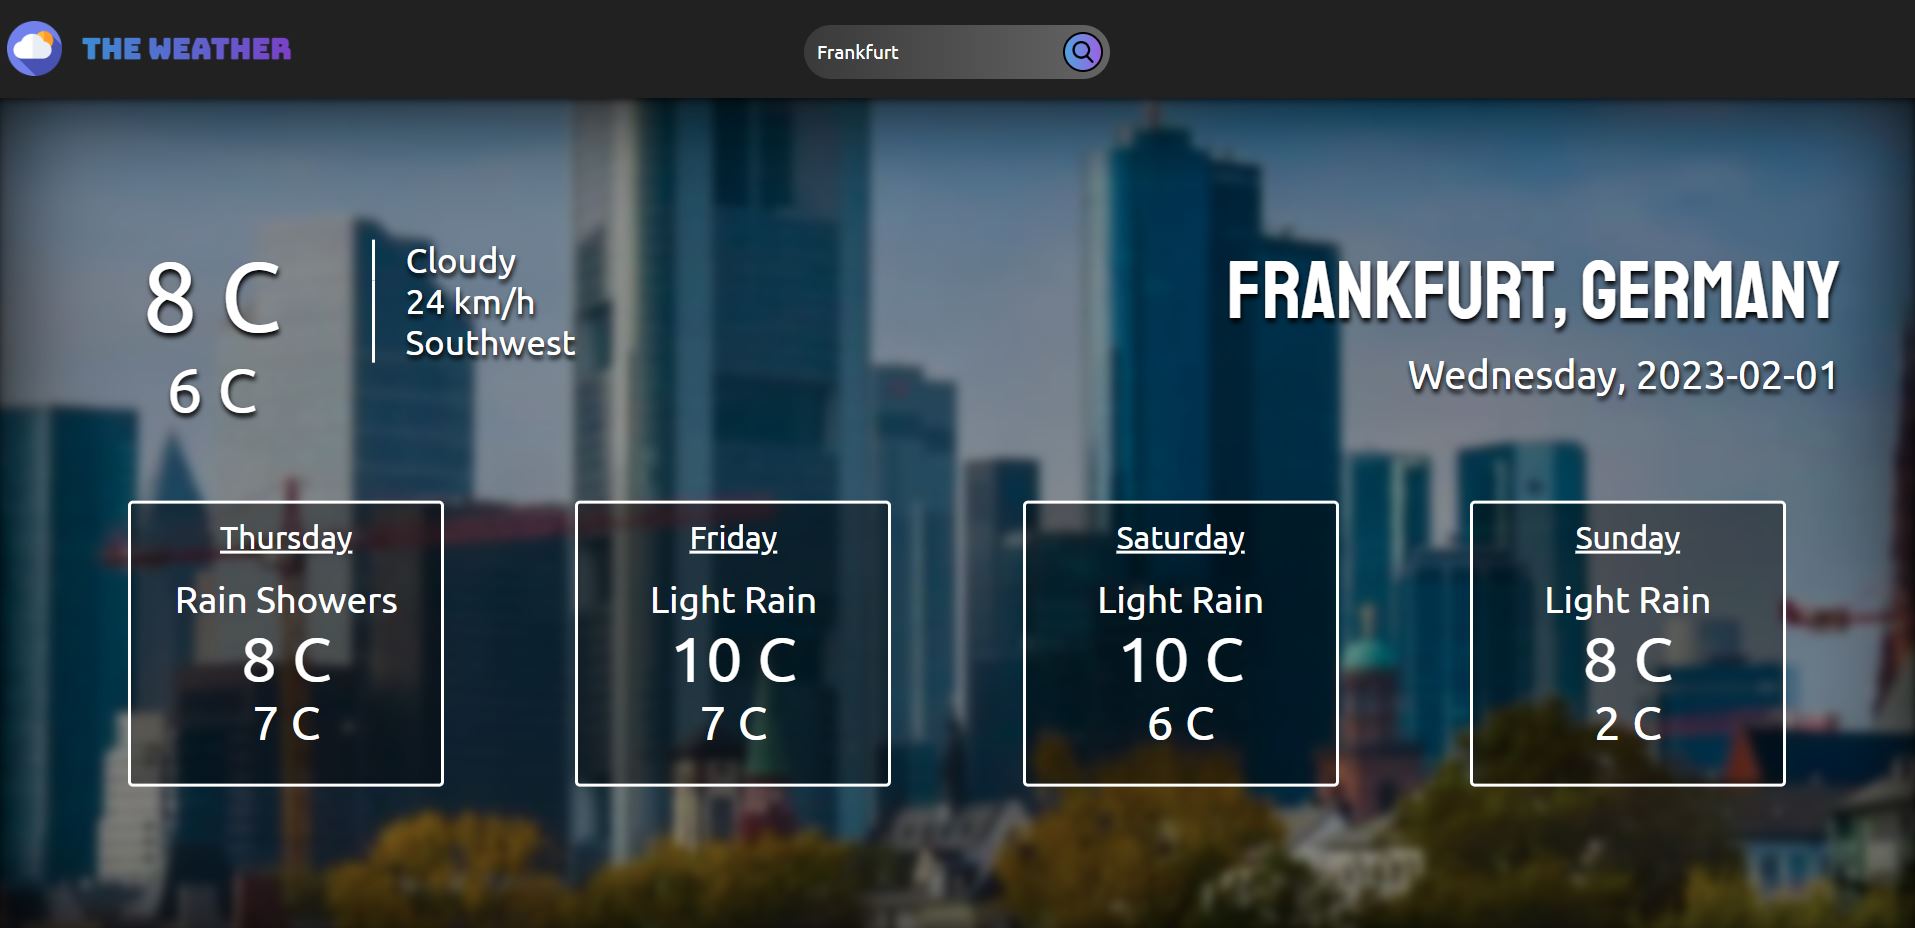 THE WEATHER
Frankfurt
8 C
6 C
Cloudy
24 km/h
Southwest
FRANKFURT, GERMANY
Wednesday, 2023-02-01
Thursday
Rain Showers
8 C
7 C
Friday
Light Rain
10 C
7 C
Saturday
Light Rain
10 C
6 C
Sunday
Light Rain
8 C
2 C